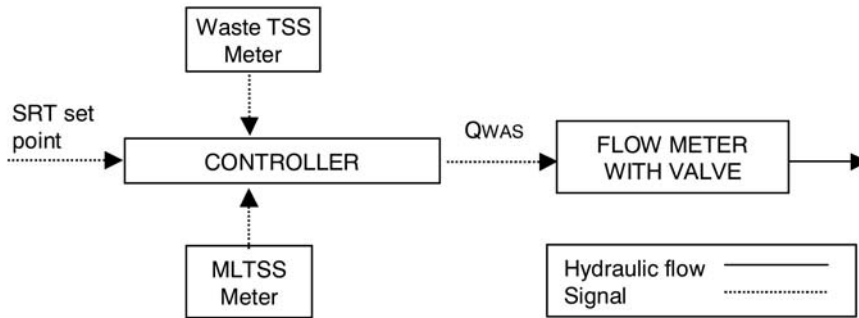 Waste TSS
Meter
SRT set
point
CONTROLLER
QWAS
FLOW METER
WITH VALVE
MLTSS
Meter
Hydraulic flow
Signal